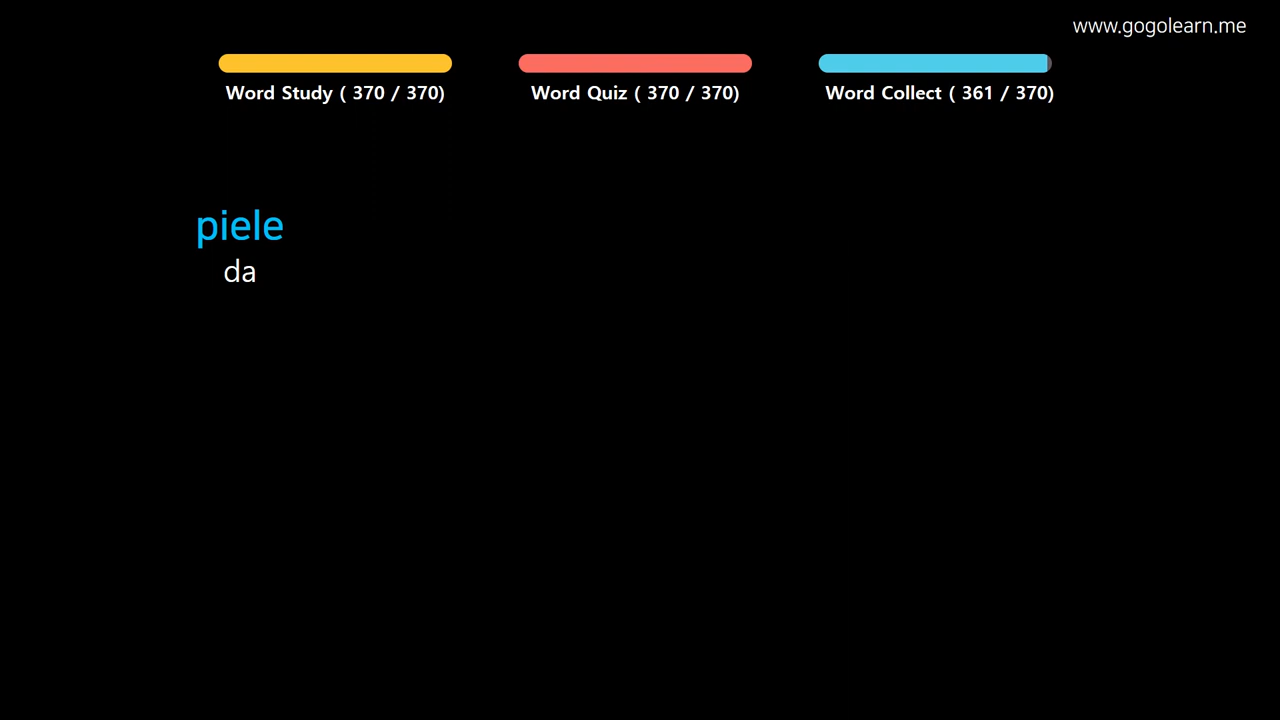 www.gogolearn.me
Word Study ( 370 / 370)
Word Quiz ( 370 / 370)
Word Collect ( 361 / 370)
piele
da